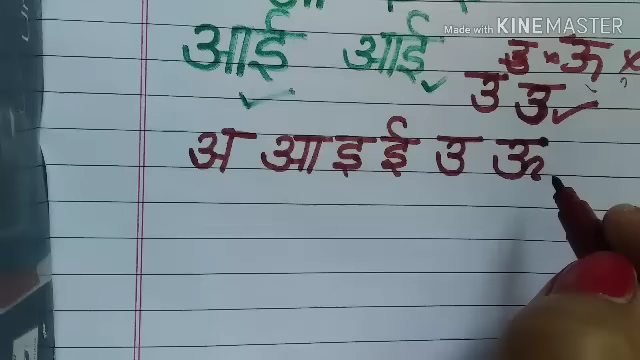 Made with KINEMASTER
आई आई
उ × ऊ ×
उ उ
अ आ इ ई उ ऊ